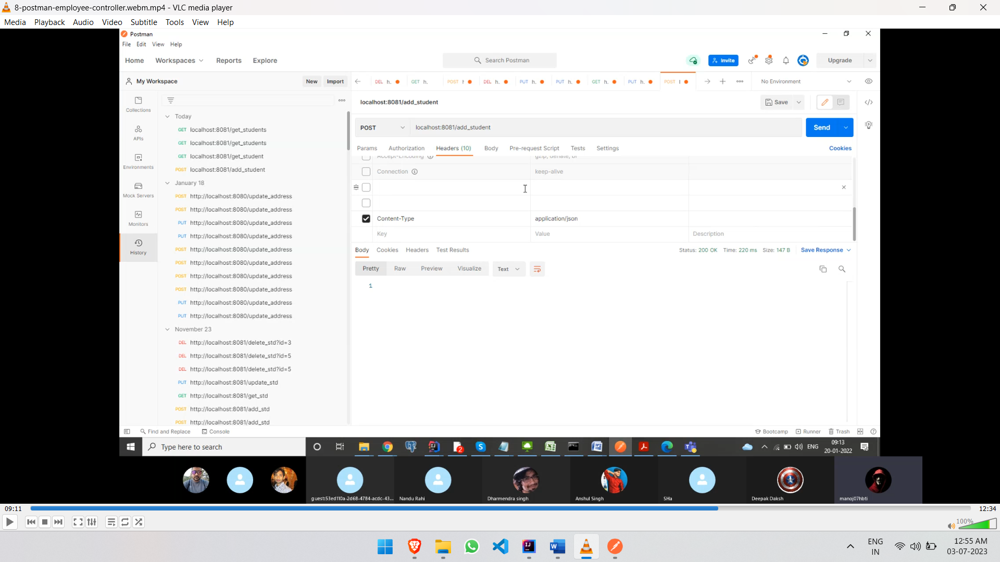 8-postman-employee-controller.webm.mp4 - VLC media player
Media Playback Audio Video Subtitle Tools View Help
Postman
File Edit View Help
Home Workspaces Reports Explore Search Postman Invite Upgrade
My Workspace New Import
DEL h. GET h. POST h DEL h. PUT h. PUT h. GET h. PUT h. POST l No Environment
Collections
APIs
Environments
Mock Servers
Monitors
History
Today
GET localhost:8081/get_students
GET localhost:8081/get_students
GET localhost:8081/get_student
POST localhost:8081/add_student
January 18
POST http://localhost:8080/update_address
POST http://localhost:8080/update_address
PUT http://localhost:8080/update_address
PUT http://localhost:8080/update_address
POST http://localhost:8080/update_address
POST http://localhost:8080/update_address
POST http://localhost:8080/update_address
POST http://localhost:8080/update_address
PUT http://localhost:8080/update_address
PUT http://localhost:8080/update_address
November 23
DEL http://localhost:8081/delete_std?id=3
DEL http://localhost:8081/delete_std?id=5
DEL http://localhost:8081/delete_std?id=5
PUT http://localhost:8081/update_std
GET http://localhost:8081/get_std
POST http://localhost:8081/add_std
POST http://localhost:8081/add_std
localhost:8081/add_student Save
POST localhost:8081/add_student Send
Params Authorization Headers (10) Body Pre-request Script Tests Settings Cookies
Accept-Encoding gzip, deflate, br
Connection keep-alive
Content-Type application/json
Key Value Description
Body Cookies Headers Test Results Status: 200 OK Time: 220 ms Size: 147 B Save Response
Pretty Raw Preview Visualize Text
1
Find and Replace Console Bootcamp Runner Trash
Type here to search ENG 09:13
20-01-2022
guest:53ed110a-2d68-4784-acdc-43... Nandu Rahi Dharmendra singh Anshul Singh SHa Deepak Daksh manoj07hbti
09:11 12:34
100%
ENG
IN
12:55 AM
03-07-2023